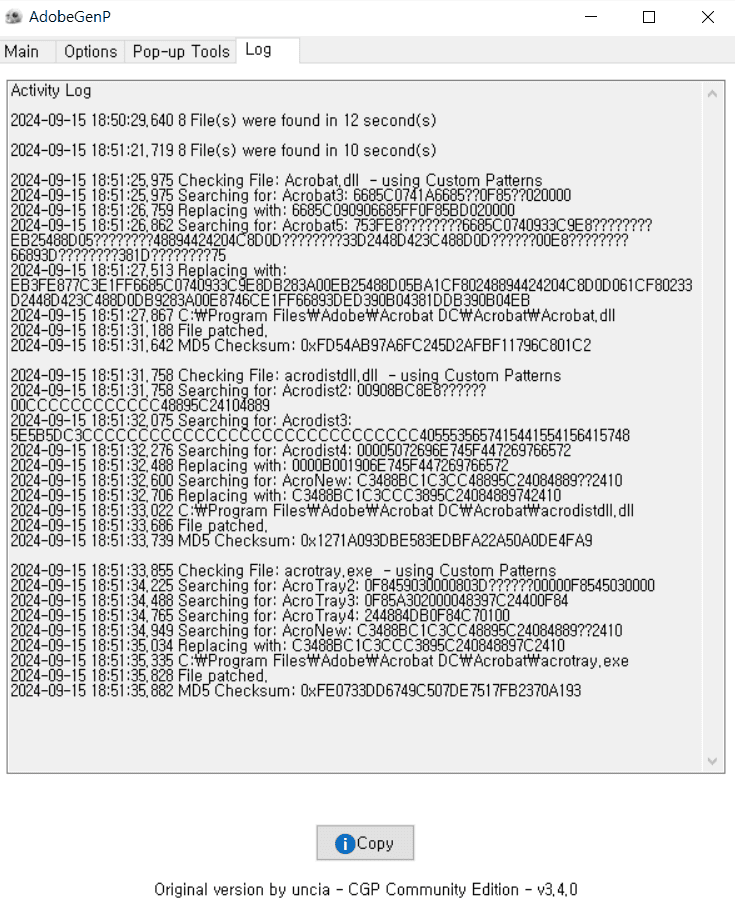 AdobeGenP
Main Options Pop-up Tools Log
Activity Log
2024-09-15 18:50:29,640 8 File(s) were found in 12 second(s)
2024-09-15 18:51:21,719 8 File(s) were found in 10 second(s)
2024-09-15 18:51:25,975 Checking File: Acrobat.dll - using Custom Patterns
2024-09-15 18:51:25,975 Searching for: Acrobat3: 6685C0741A6685??0F85??020000
2024-09-15 18:51:26,759 Replacing with: 6685C090906685FF0F85BD020000
2024-09-15 18:51:26,862 Searching for: Acrobat5: 753FE8????????6685C0740933C9E8????????
EB25488D05????????48894424204C8D0D????????33D2448D423C488D0D??????00E8????????
66893D????????381D????????75
2024-09-15 18:51:27,513 Replacing with:
EB3FE877C3E1FF6685C0740933C9E8DB283A00EB25488D05BA1CF80248894424204C8D0D061CF80233
D2448D423C488D0DB9283A00E8746CE1FF66893DED390B04381DDB390B04EB
2024-09-15 18:51:27,867 C:₩Program Files₩Adobe₩Acrobat DC₩Acrobat₩Acrobat.dll
2024-09-15 18:51:31,188 File patched.
2024-09-15 18:51:31,642 MD5 Checksum: 0xFD54AB97A6FC245D2AFBF11796C801C2
2024-09-15 18:51:31,758 Checking File: acrodistdll.dll - using Custom Patterns
2024-09-15 18:51:31,758 Searching for: Acrodist2: 00908BC8E8??????
00CCCCCCCCCCCC48895C24104889
2024-09-15 18:51:32,075 Searching for: Acrodist3:
5E5B5DC3CCCCCCCCCCCCCCCCCCCCCCCCCCCCCC4055535657415441554156415748
2024-09-15 18:51:32,276 Searching for: Acrodist4: 00005072696E745F447269766572
2024-09-15 18:51:32,488 Replacing with: 0000B001906E745F447269766572
2024-09-15 18:51:32,600 Searching for: AcroNew: C3488BC1C3CC48895C24084889??2410
2024-09-15 18:51:32,706 Replacing with: C3488BC1C3CCC3895C24084889742410
2024-09-15 18:51:33,022 C:₩Program Files₩Adobe₩Acrobat DC₩Acrobat₩acrodistdll.dll
2024-09-15 18:51:33,686 File patched.
2024-09-15 18:51:33,739 MD5 Checksum: 0x1271A093DBE583EDBFA22A50A0DE4FA9
2024-09-15 18:51:33,855 Checking File: acrotray.exe - using Custom Patterns
2024-09-15 18:51:34,225 Searching for: AcroTray2: 0F8459030000803D??????00000F8545030000
2024-09-15 18:51:34,488 Searching for: AcroTray3: 0F85A302000048397C24400F84
2024-09-15 18:51:34,765 Searching for: AcroTray4: 244884DB0F84C70100
2024-09-15 18:51:34,949 Searching for: AcroNew: C3488BC1C3CC48895C24084889??2410
2024-09-15 18:51:35,034 Replacing with: C3488BC1C3CCC3895C240848897C2410
2024-09-15 18:51:35,335 C:₩Program Files₩Adobe₩Acrobat DC₩Acrobat₩acrotray.exe
2024-09-15 18:51:35,828 File patched.
2024-09-15 18:51:35,882 MD5 Checksum: 0xFE0733DD6749C507DE7517FB2370A193
Copy
Original version by uncia - CGP Community Edition - v3.4.0